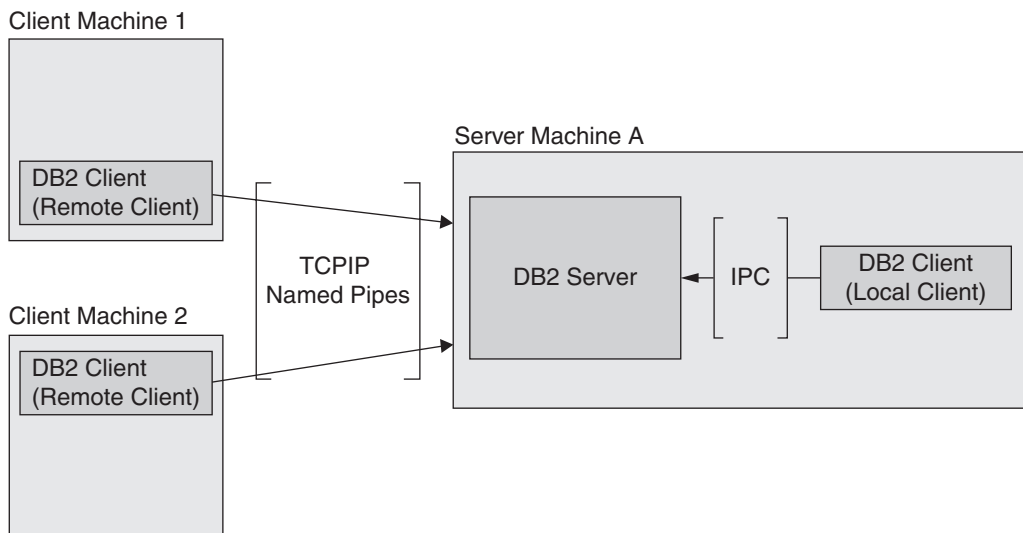 Client Machine 1
DB2 Client
(Remote Client)
TCPIP
Named Pipes
Client Machine 2
DB2 Client
(Remote Client)
Server Machine A
DB2 Server
IPC
DB2 Client
(Local Client)